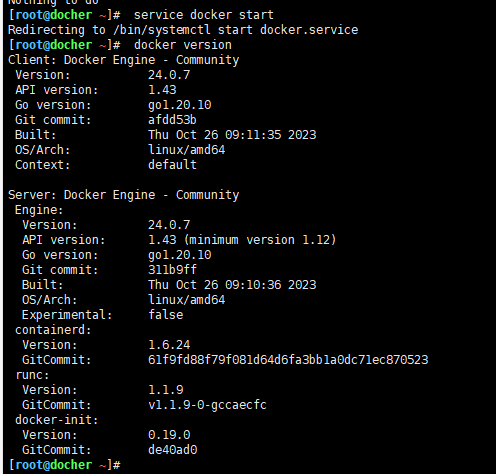 Nothing to do
[root@docher ~]#  service docker start
Redirecting to /bin/systemctl start docker.service
[root@docher ~]#  docker version
Client: Docker Engine - Community
 Version:           24.0.7
 API version:       1.43
 Go version:        go1.20.10
 Git commit:        afdd53b
 Built:             Thu Oct 26 09:11:35 2023
 OS/Arch:           linux/amd64
 Context:           default

Server: Docker Engine - Community
 Engine:
  Version:          24.0.7
  API version:      1.43 (minimum version 1.12)
  Go version:       go1.20.10
  Git commit:       311b9ff
  Built:            Thu Oct 26 09:10:36 2023
  OS/Arch:          linux/amd64
  Experimental:     false
 containerd:
  Version:          1.6.24
  GitCommit:        61f9fd88f79f081d64d6fa3bb1a0dc71ec870523
 runc:
  Version:          1.1.9
  GitCommit:        v1.1.9-0-gccaecfc
 docker-init:
  Version:          0.19.0
  GitCommit:        de40ad0
[root@docher ~]#